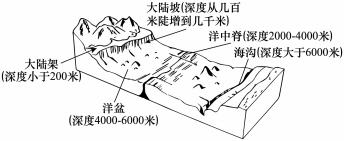 大陆坡(深度从几百
米陡增到几千米)
洋中脊(深度2000-4000米)
海沟(深度大于6000米)
大陆架
(深度小于200米)
洋盆
(深度4000-6000米)